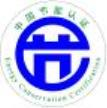 中国节能认证
Energy Conservation Certification